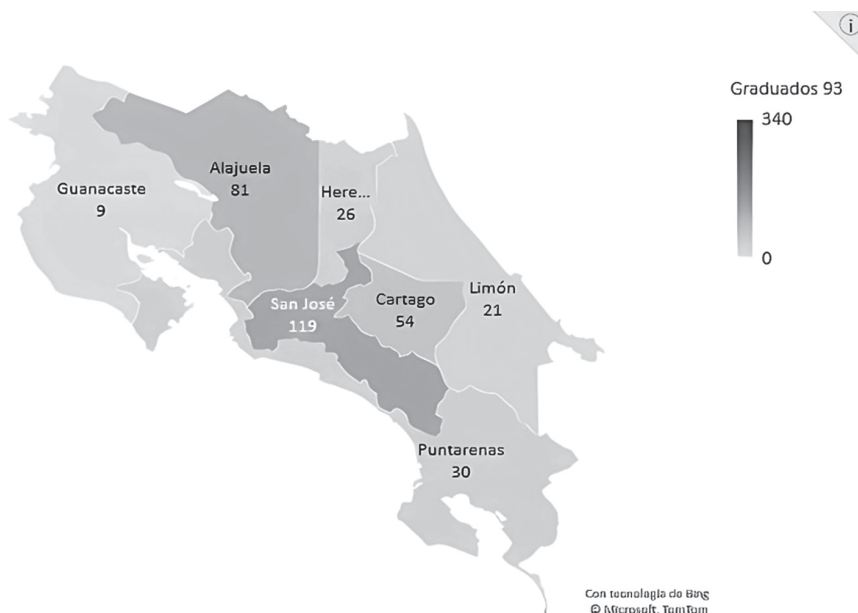 ⓘ
Graduados 93
340
0
Alajuela
81
Guanacaste
9
Here...
26
San José
119
Cartago
54
Limón
21
Puntarenas
30
Con tecnología de Bing
© Microsoft, TomTom